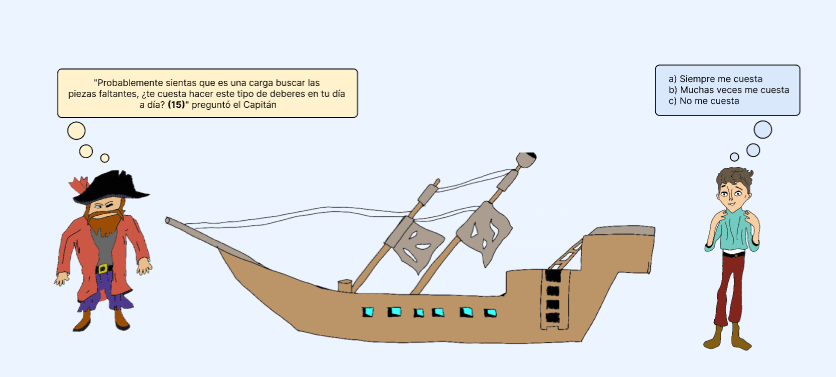 "Probablemente sientas que es una carga buscar las
piezas faltantes, ¿te cuesta hacer este tipo de deberes en tu día
a día? (15)" preguntó el Capitán
a) Siempre me cuesta
b) Muchas veces me cuesta
c) No me cuesta